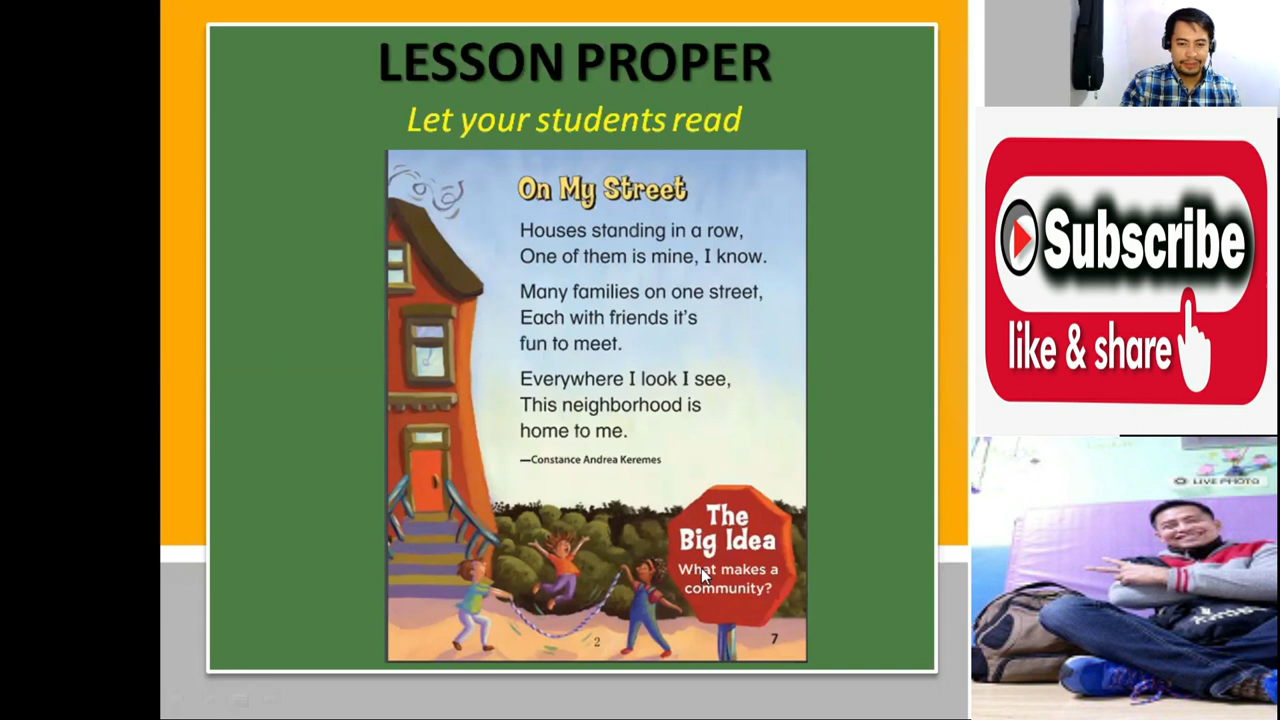 LESSON PROPER
Let your students read
On My Street
Houses standing in a row,
One of them is mine, I know.
Many families on one street,
Each with friends it's
fun to meet.
Everywhere I look I see,
This neighborhood is
home to me.
—Constance Andrea Keremes
The
Big Idea
What makes a
community?
2
7
Subscribe
like & share
LIVE PHOTO